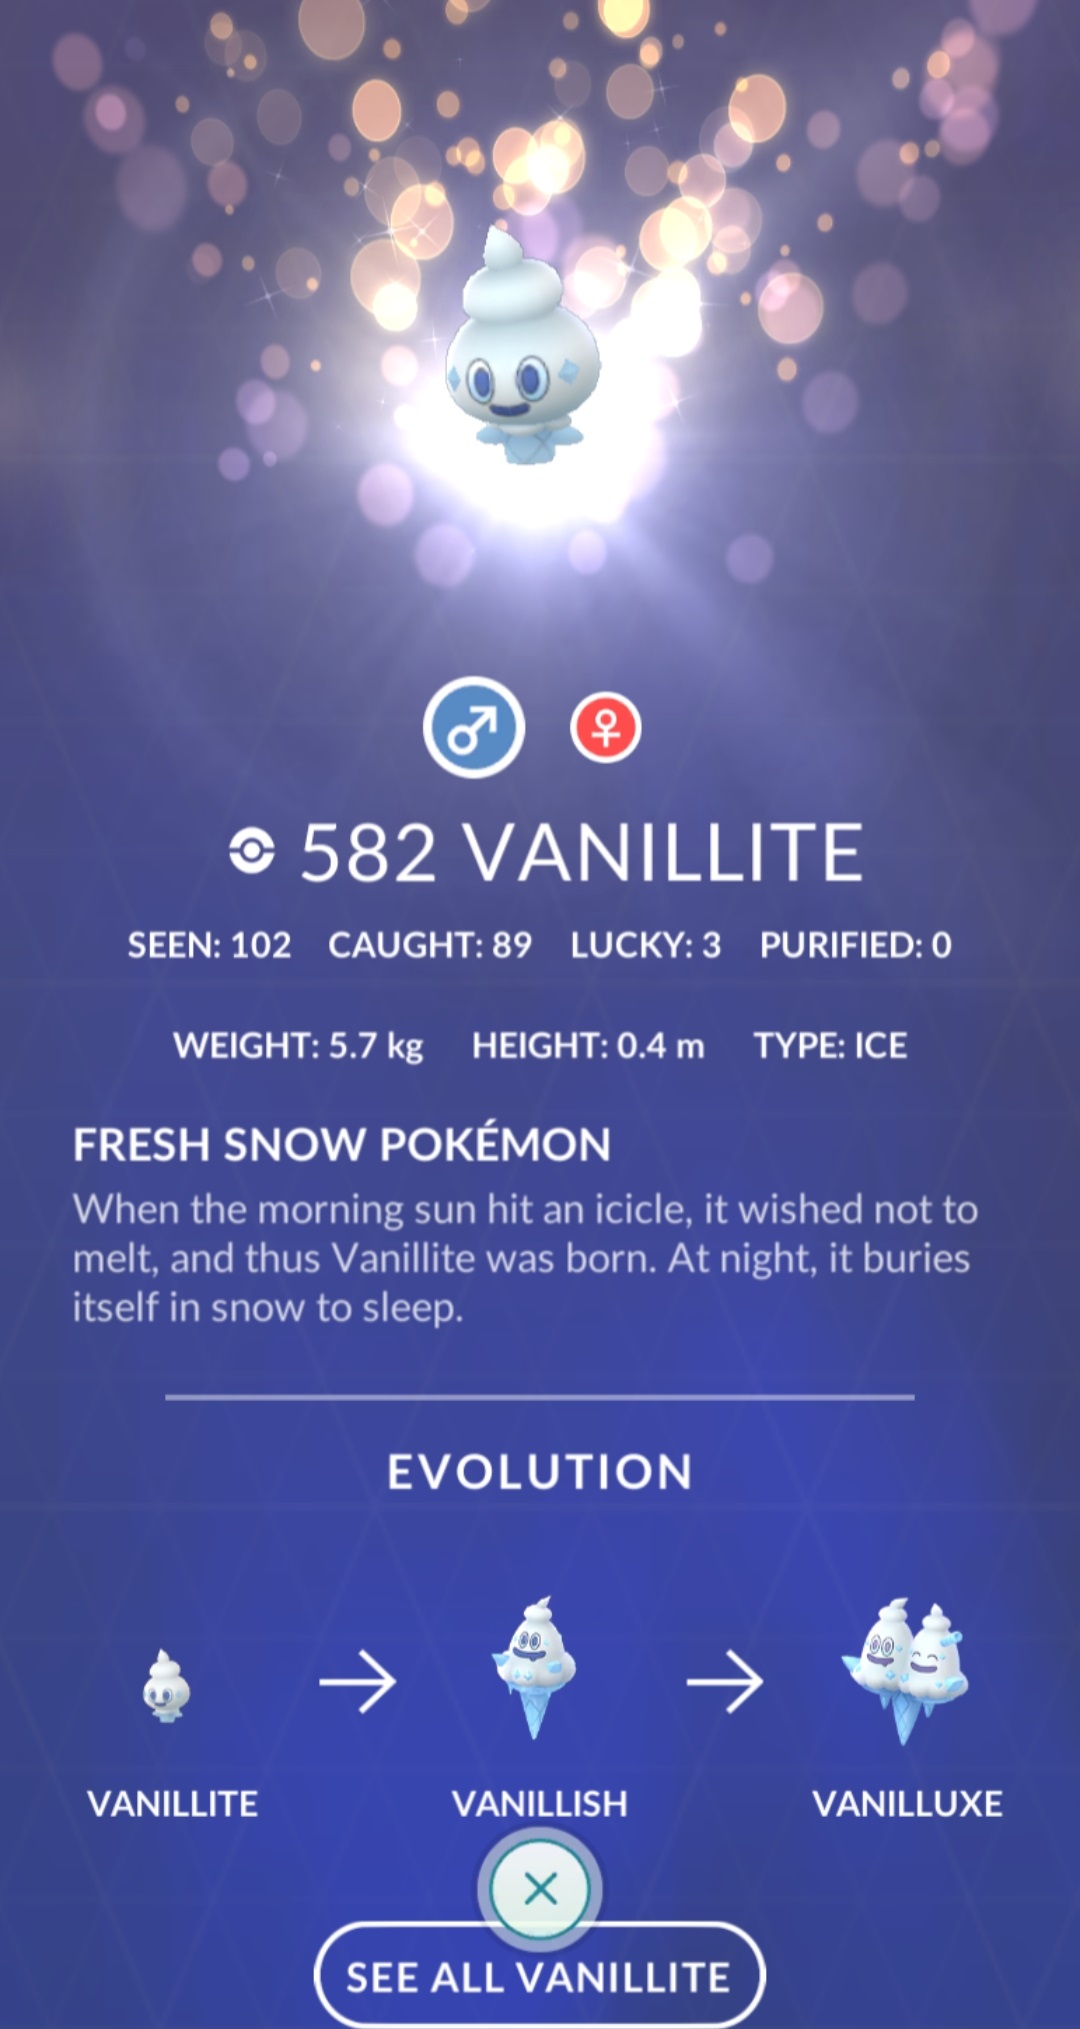 582 VANILLITE
SEEN: 102 CAUGHT: 89 LUCKY: 3 PURIFIED: 0
WEIGHT: 5.7 kg HEIGHT: 0.4 m TYPE: ICE
FRESH SNOW POKÉMON
When the morning sun hit an icicle, it wished not to
melt, and thus Vanillite was born. At night, it buries
itself in snow to sleep.
EVOLUTION
VANILLITE VANILLISH VANILLUXE
SEE ALL VANILLITE